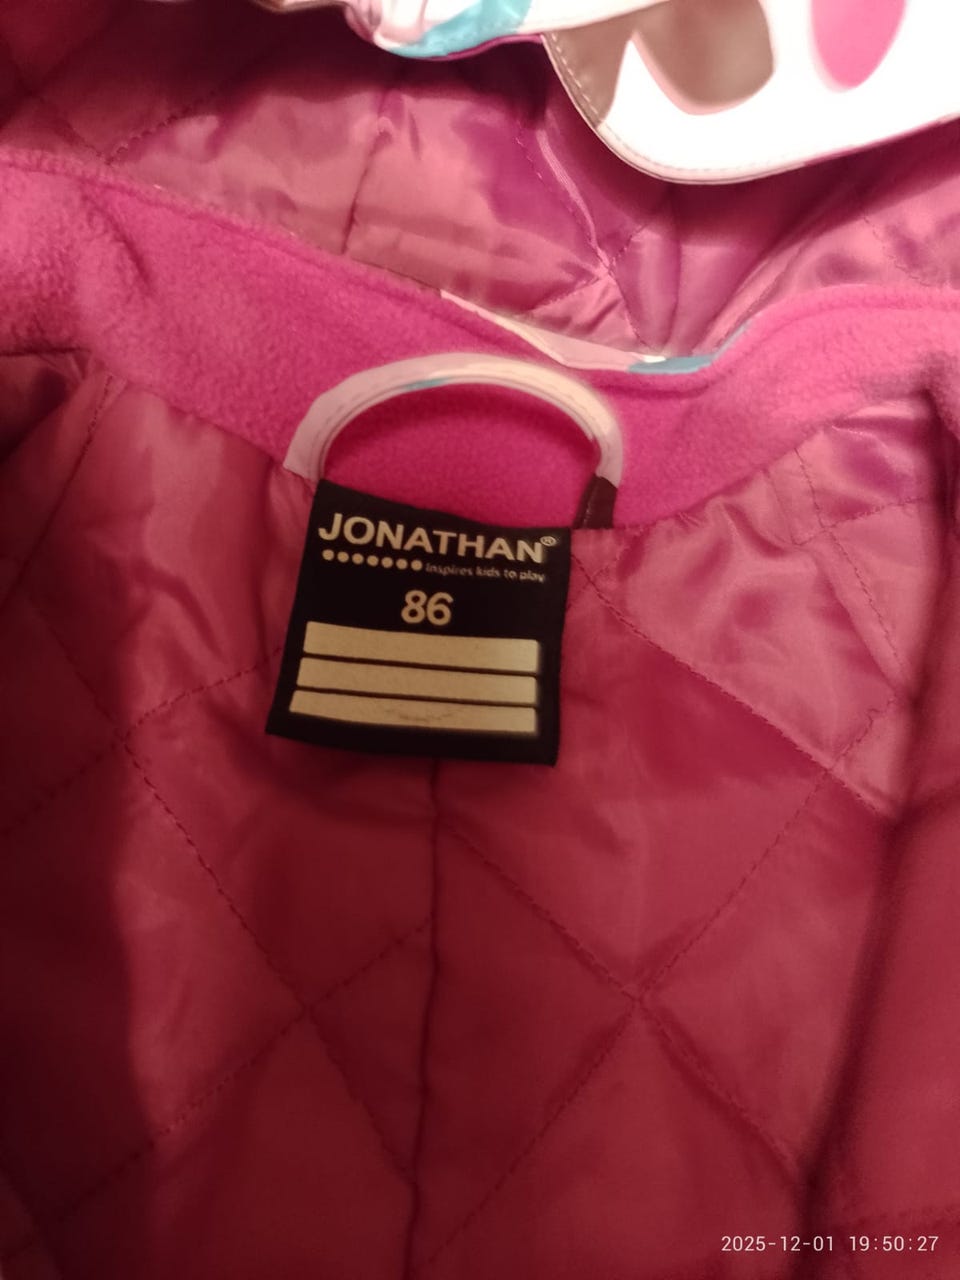 JONATHAN®
Inspires kids to play
86
2025-12-01 19:50:27